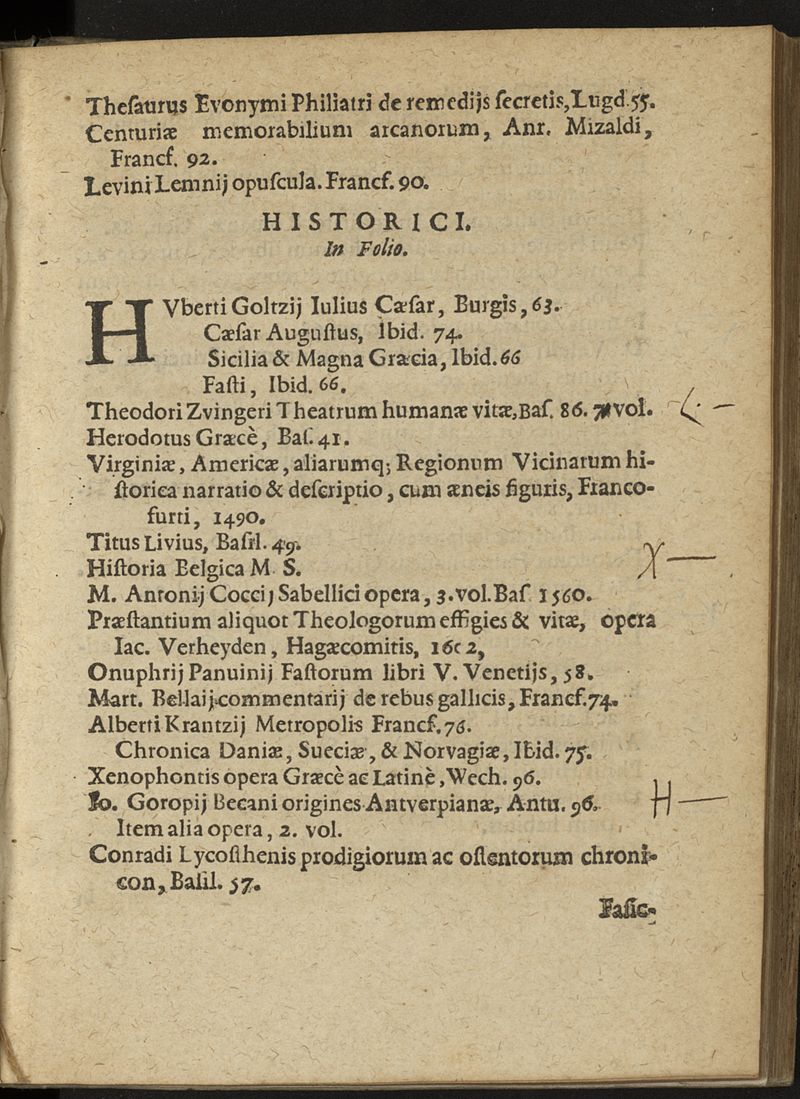 Theſaurus Evonymi Philiatri de remedijs ſecretis, Lugd. 55.
Centuriæ memorabilium arcanorum, Anr. Mizaldi,
Francf. 92.
Levini Lemnij opuſcula. Francf. 90.
HISTORICI.
In Folio.
HVberti Goltzij Iulius Cæſar, Burgis, 63.
Cæſar Auguſtus, Ibid. 74.
Sicilia & Magna Græcia, Ibid. 66
Faſti, Ibid. 66.
Theodori Zvingeri Theatrum humanæ vitæ, Baſ. 86. 7 vol.
Herodotus Græcè, Baſ. 41.
Virginiæ, Americæ, aliarumq; Regionum Vicinarum hi-
ſtorica narratio & deſcriptio, cum æneis figuris, Franco-
furti, 1490.
Titus Livius, Baſil. 49.
Hiſtoria Belgica M. S.
M. Antonij Coccij Sabellici opera, 3. vol. Baſ 1560.
Præſtantium aliquot Theologorum effigies & vitæ, opera
Iac. Verheyden, Hagæcomitis, 1602,
Onuphrij Panuinij Faſtorum libri V. Venetijs, 58.
Mart. Bellaij commentarij de rebus gallicis, Francf. 74.
Alberti Krantzij Metropolis Francf. 76.
Chronica Daniæ, Sueciæ, & Norvagiæ, Ibid. 75.
Xenophontis opera Græcè ac Latinè, Wech. 96.
Io. Goropij Becani origines Antverpianæ, Antu. 96. H—
Item alia opera, 2. vol.
Conradi Lycoſthenis prodigiorum ac oſtentorum chroni-
con, Baſil. 57.
Faſic-